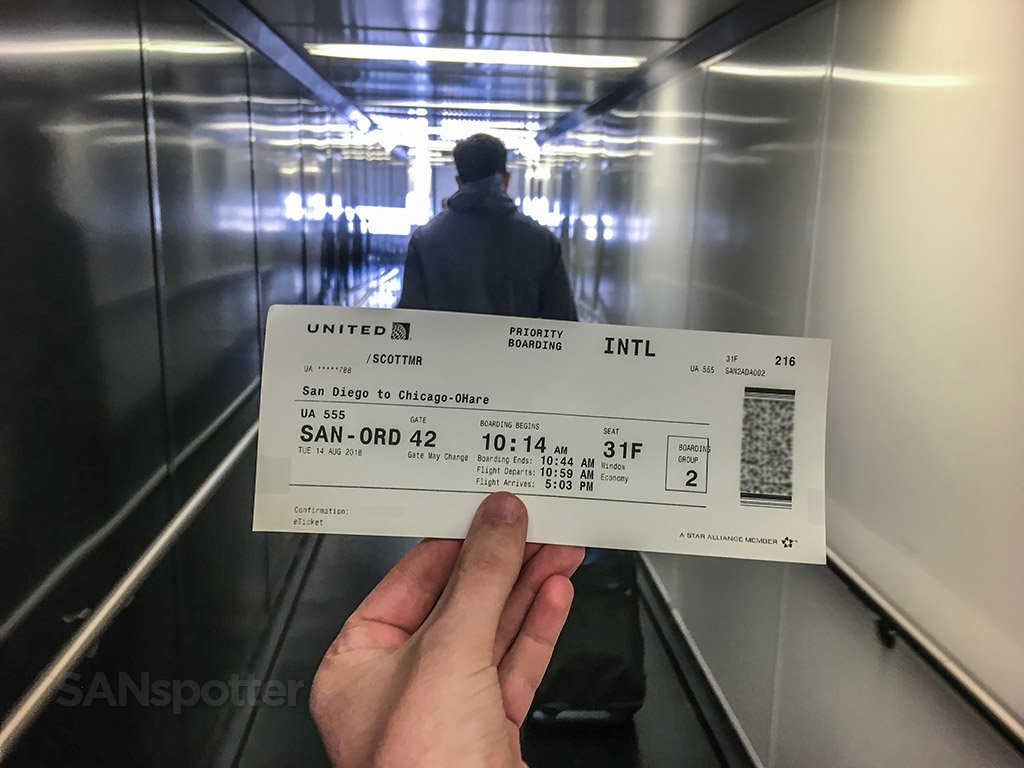 UNITED
PRIORITY
BOARDING
INTL
/SCOTTMR
31F
216
UA *****788
UA 555 SAN2ADA002
San Diego to Chicago-OHare
UA 555
SAN-ORD
TUE 14 AUG 2018
GATE
42
Gate May Change
BOARDING BEGINS
10:14 AM
Boarding Ends: 10:44 AM
Flight Departs: 10:59 AM
Flight Arrives: 5:03 PM
SEAT
31F
Window
Economy
BOARDING
GROUP
2
Confirmation:
eTicket
A STAR ALLIANCE MEMBER
SANspotter